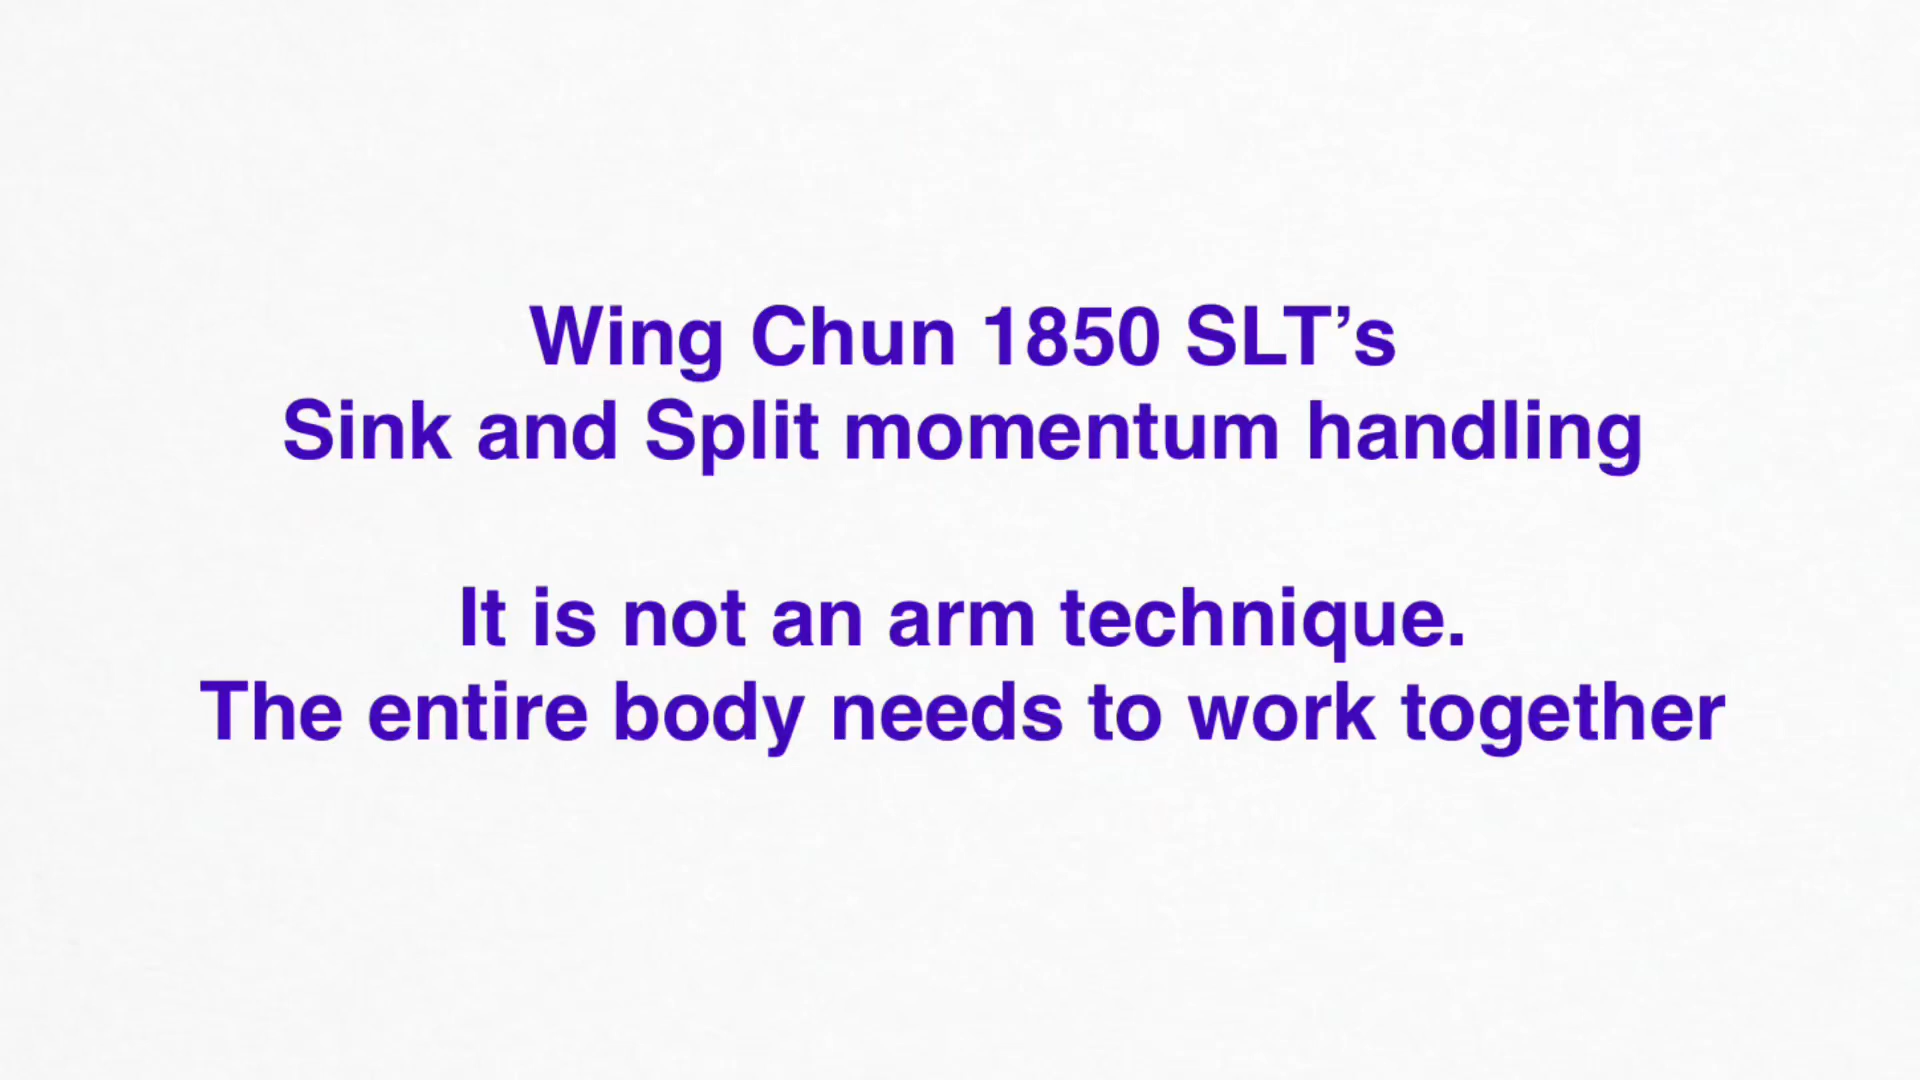 Wing Chun 1850 SLT’s
Sink and Split momentum handling
It is not an arm technique.
The entire body needs to work together